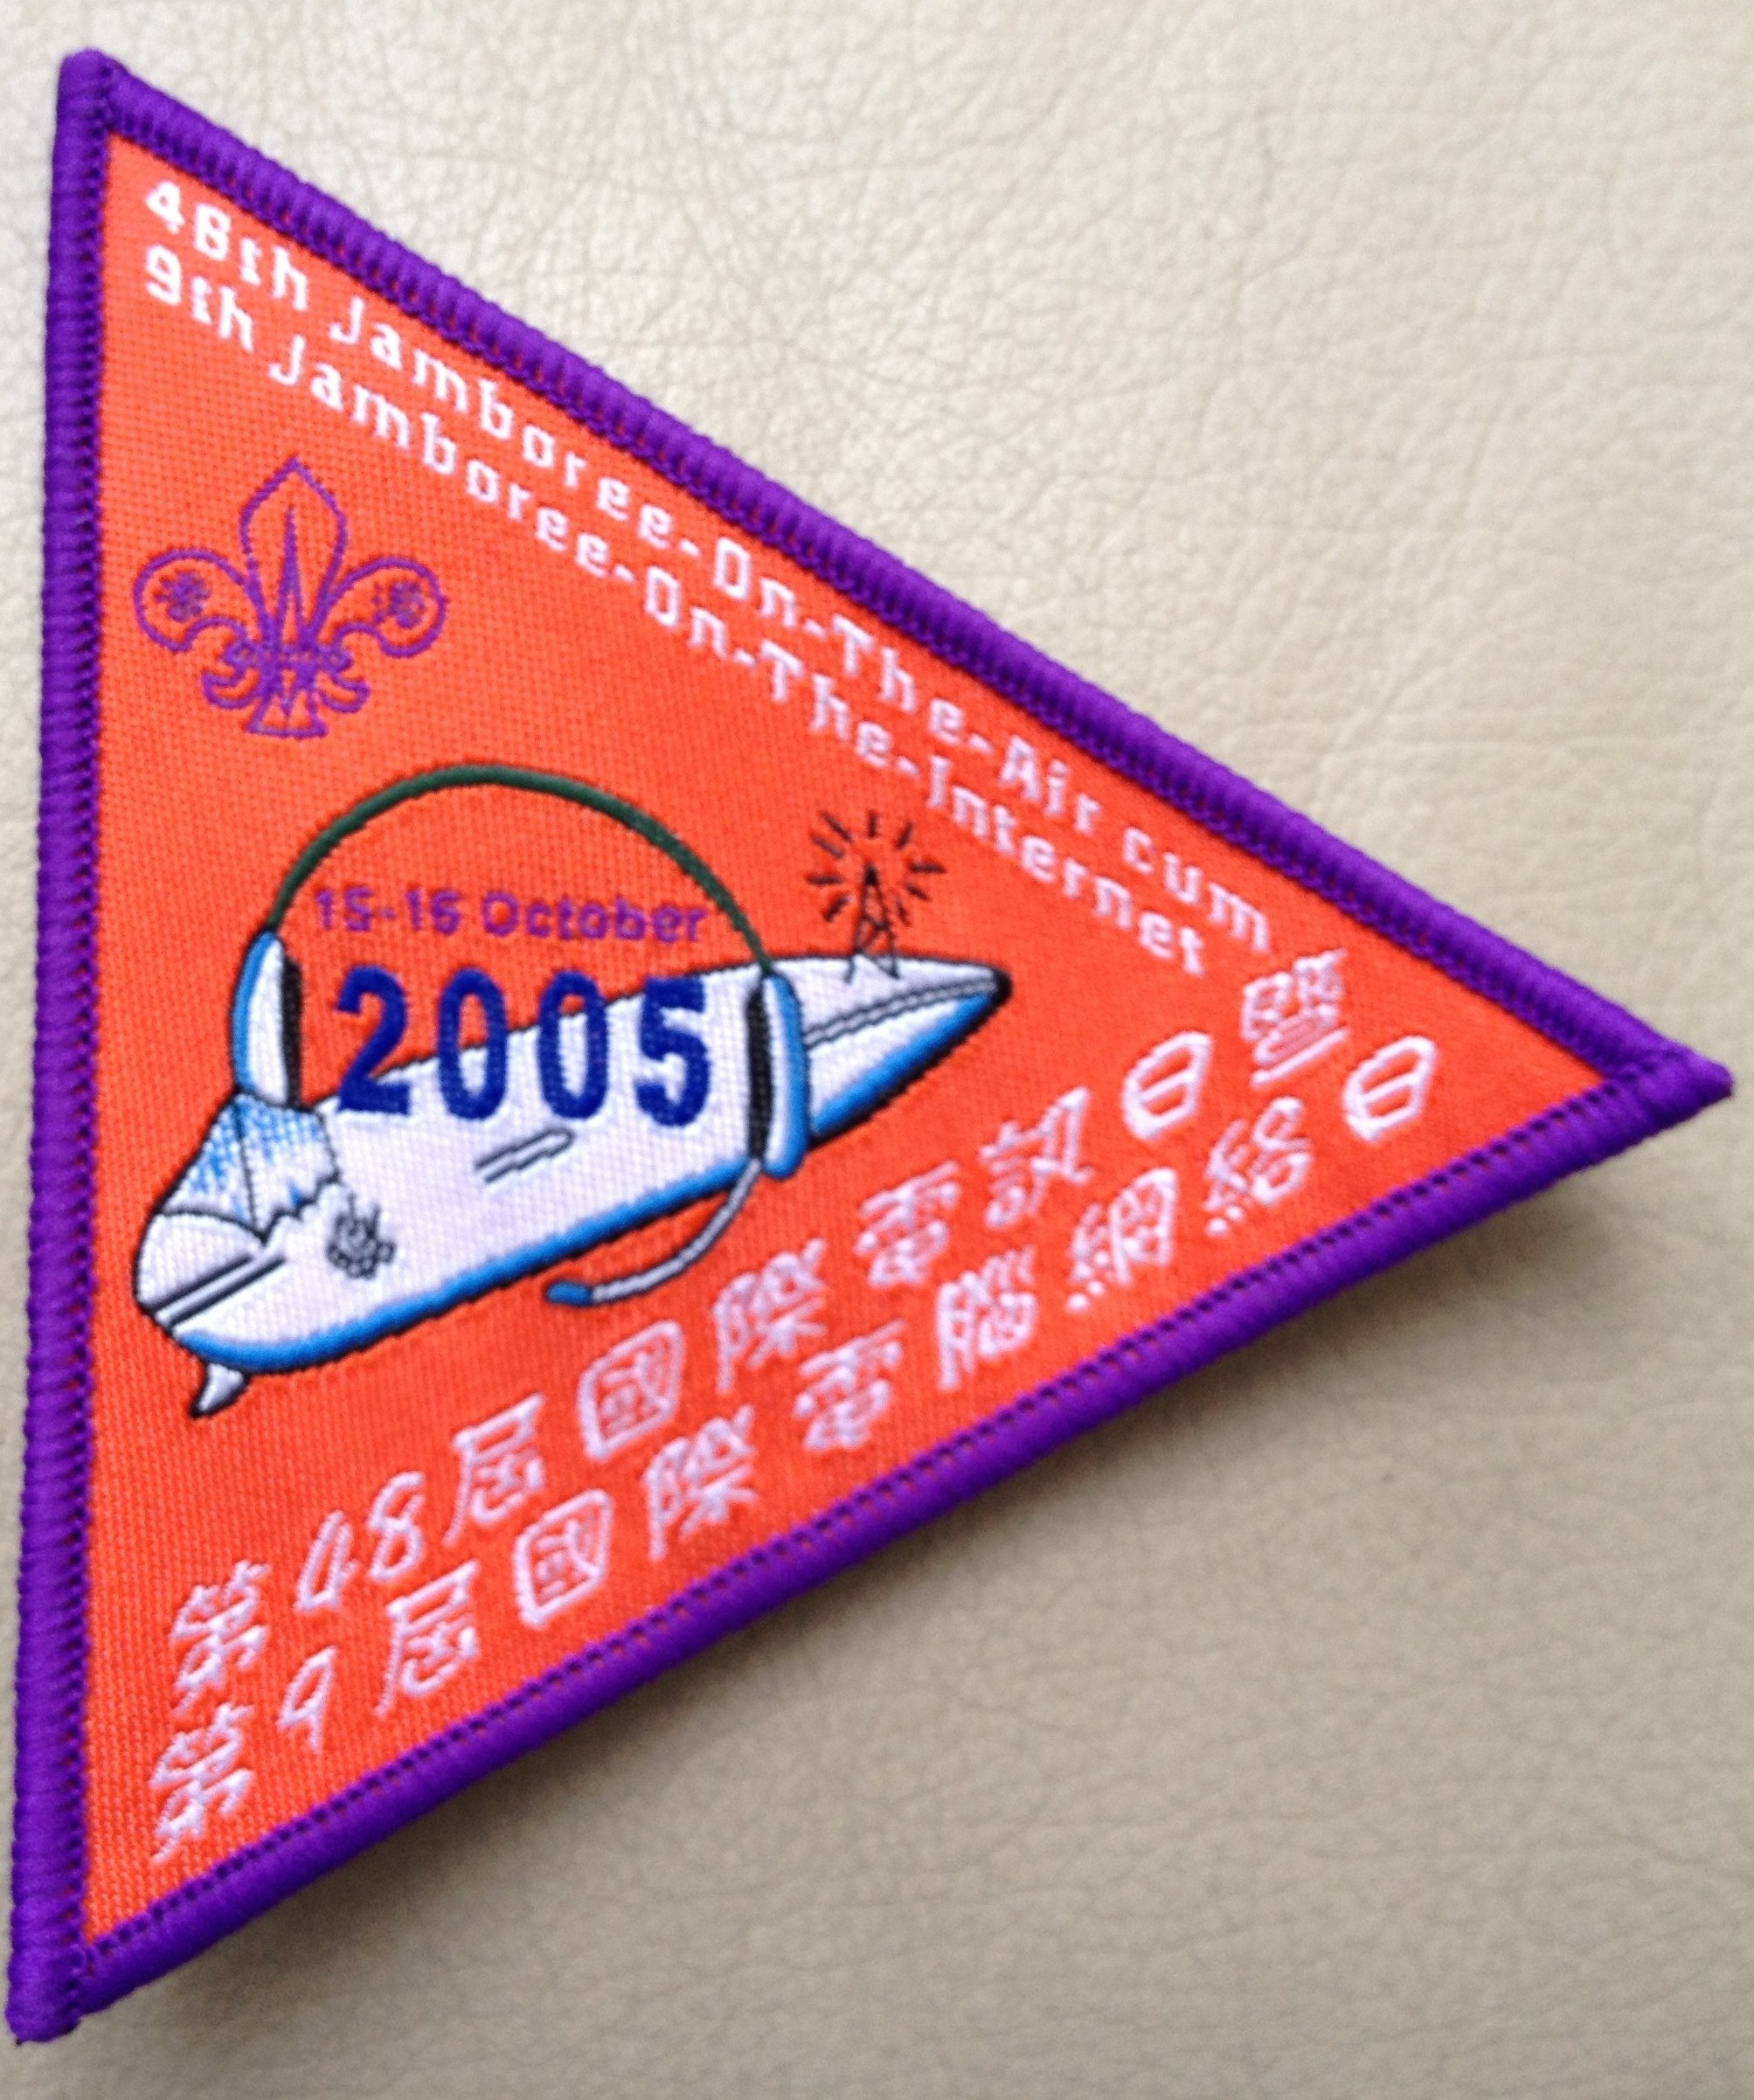 48th Jamboree-On-The-Air cum
9th Jamboree-On-The-Internet
15-16 October
2005
第48屆國際電訊日暨
第9屆國際電腦網絡日